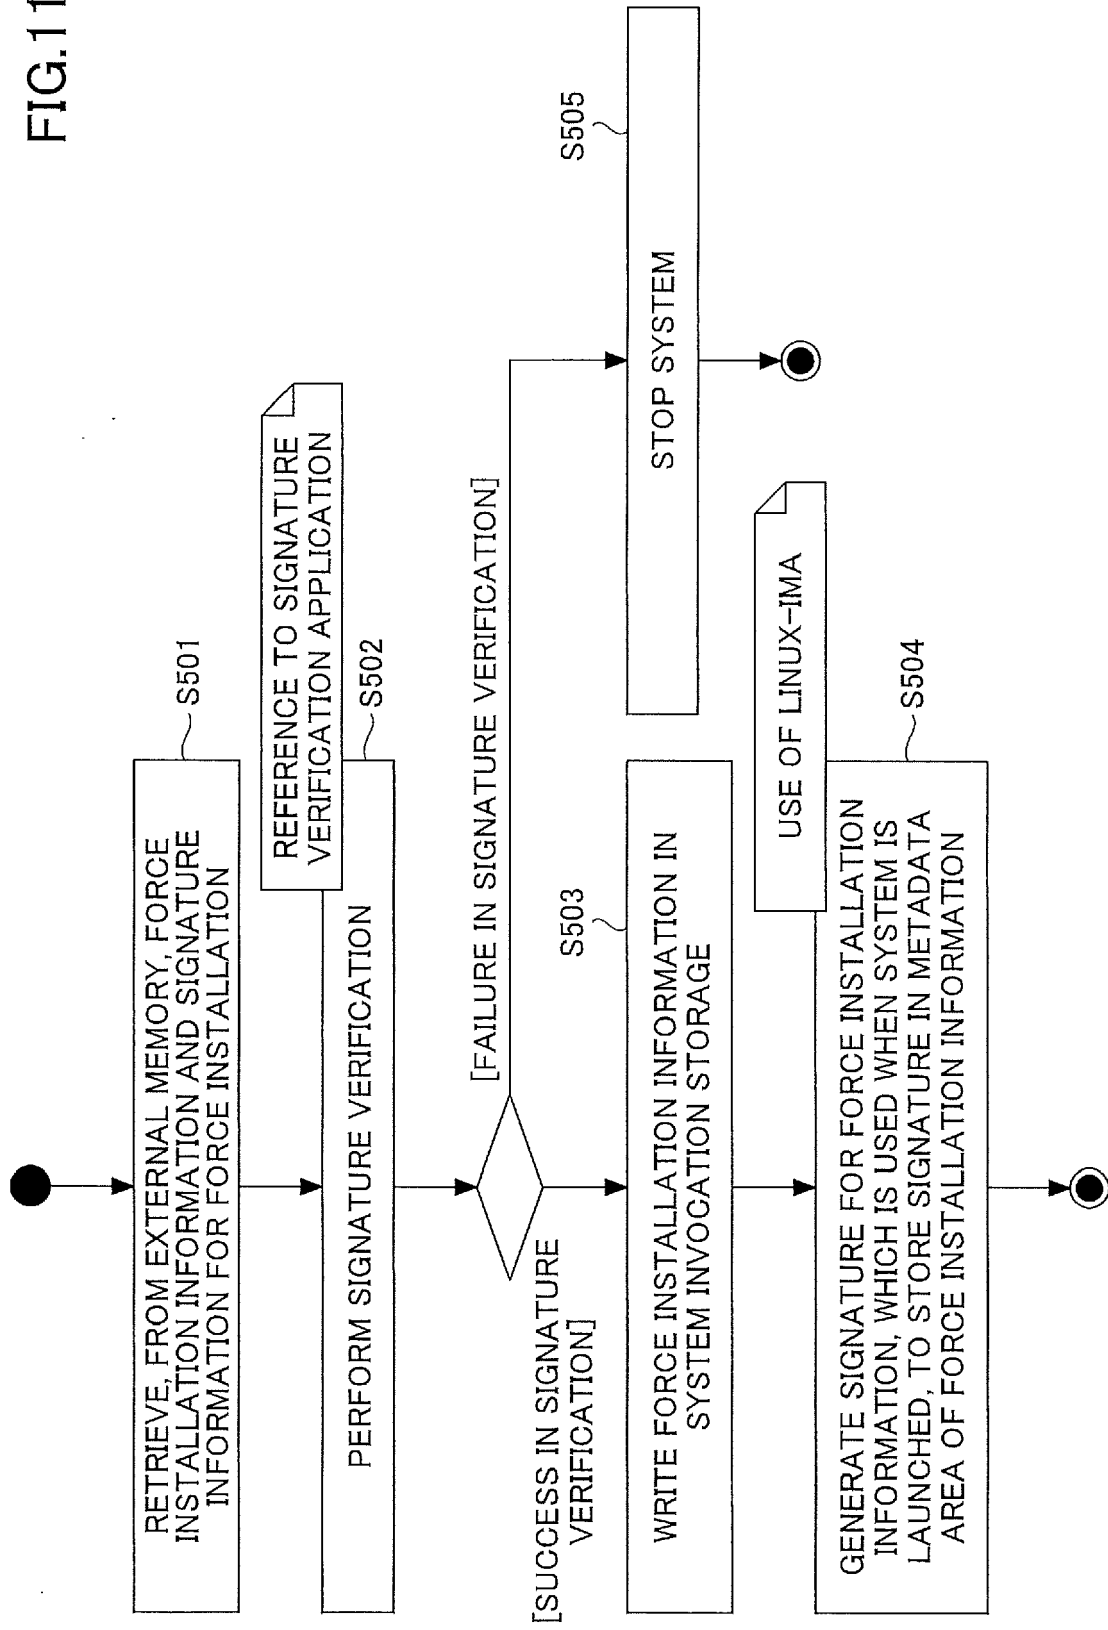 FIG.11
RETRIEVE, FROM EXTERNAL MEMORY, FORCE
INSTALLATION INFORMATION AND SIGNATURE
INFORMATION FOR FORCE INSTALLATION
S501
REFERENCE TO SIGNATURE
VERIFICATION APPLICATION
PERFORM SIGNATURE VERIFICATION
S502
[FAILURE IN SIGNATURE VERIFICATION]
[SUCCESS IN SIGNATURE
VERIFICATION]
WRITE FORCE INSTALLATION INFORMATION IN
SYSTEM INVOCATION STORAGE
S503
STOP SYSTEM
S505
USE OF LINUX-IMA
GENERATE SIGNATURE FOR FORCE INSTALLATION
INFORMATION, WHICH IS USED WHEN SYSTEM IS
LAUNCHED, TO STORE SIGNATURE IN METADATA
AREA OF FORCE INSTALLATION INFORMATION
S504